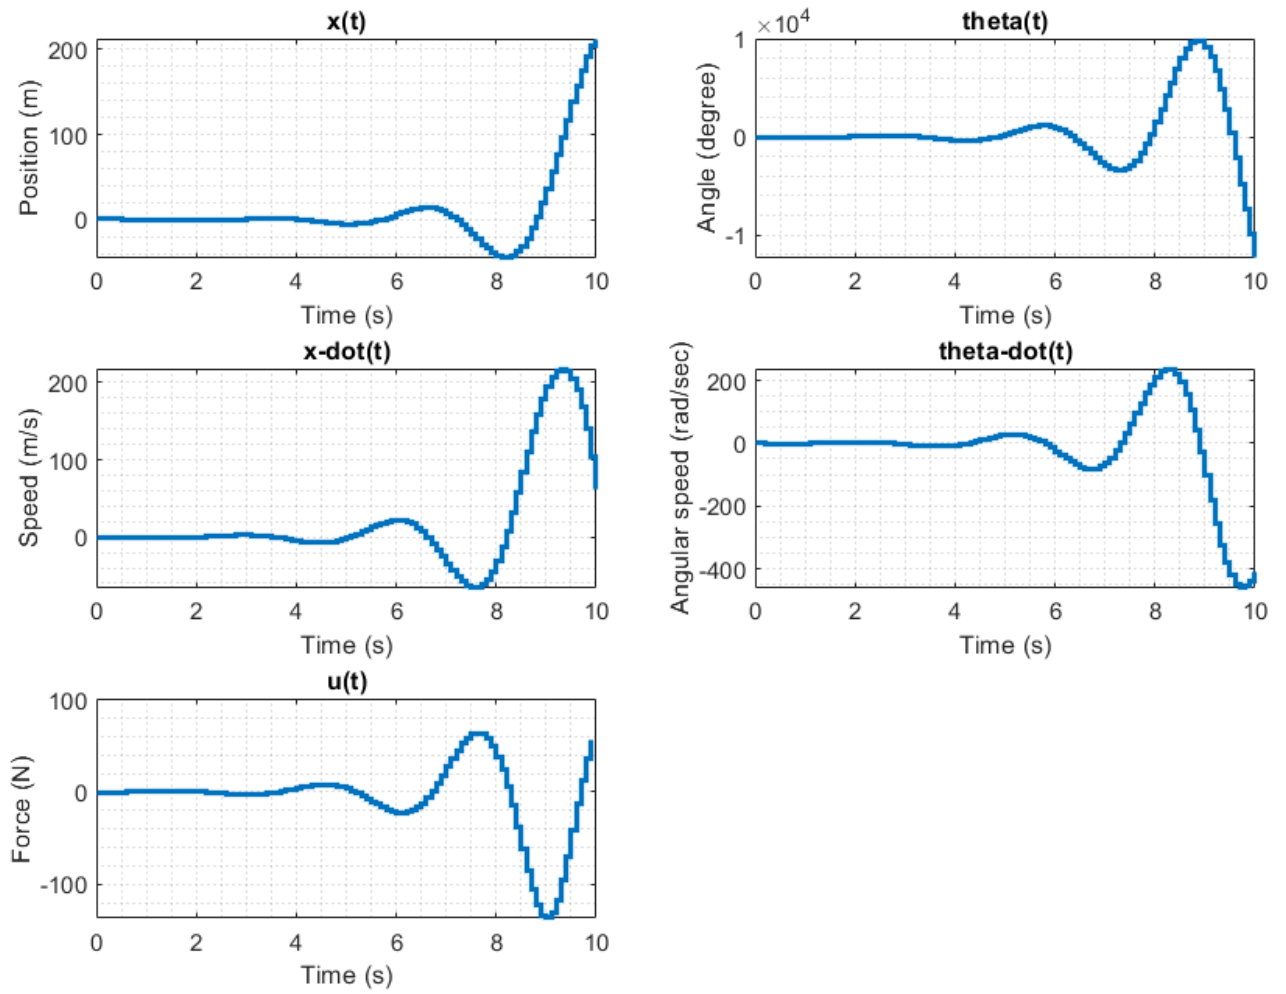 x(t)
Position (m)
200
100
0
0 2 4 6 8 10
Time (s)
theta(t)
×10⁴
Angle (degree)
1
0
-1
0 2 4 6 8 10
Time (s)
x-dot(t)
Speed (m/s)
200
100
0
0 2 4 6 8 10
Time (s)
theta-dot(t)
Angular speed (rad/sec)
200
0
-200
-400
0 2 4 6 8 10
Time (s)
u(t)
Force (N)
100
0
-100
0 2 4 6 8 10
Time (s)